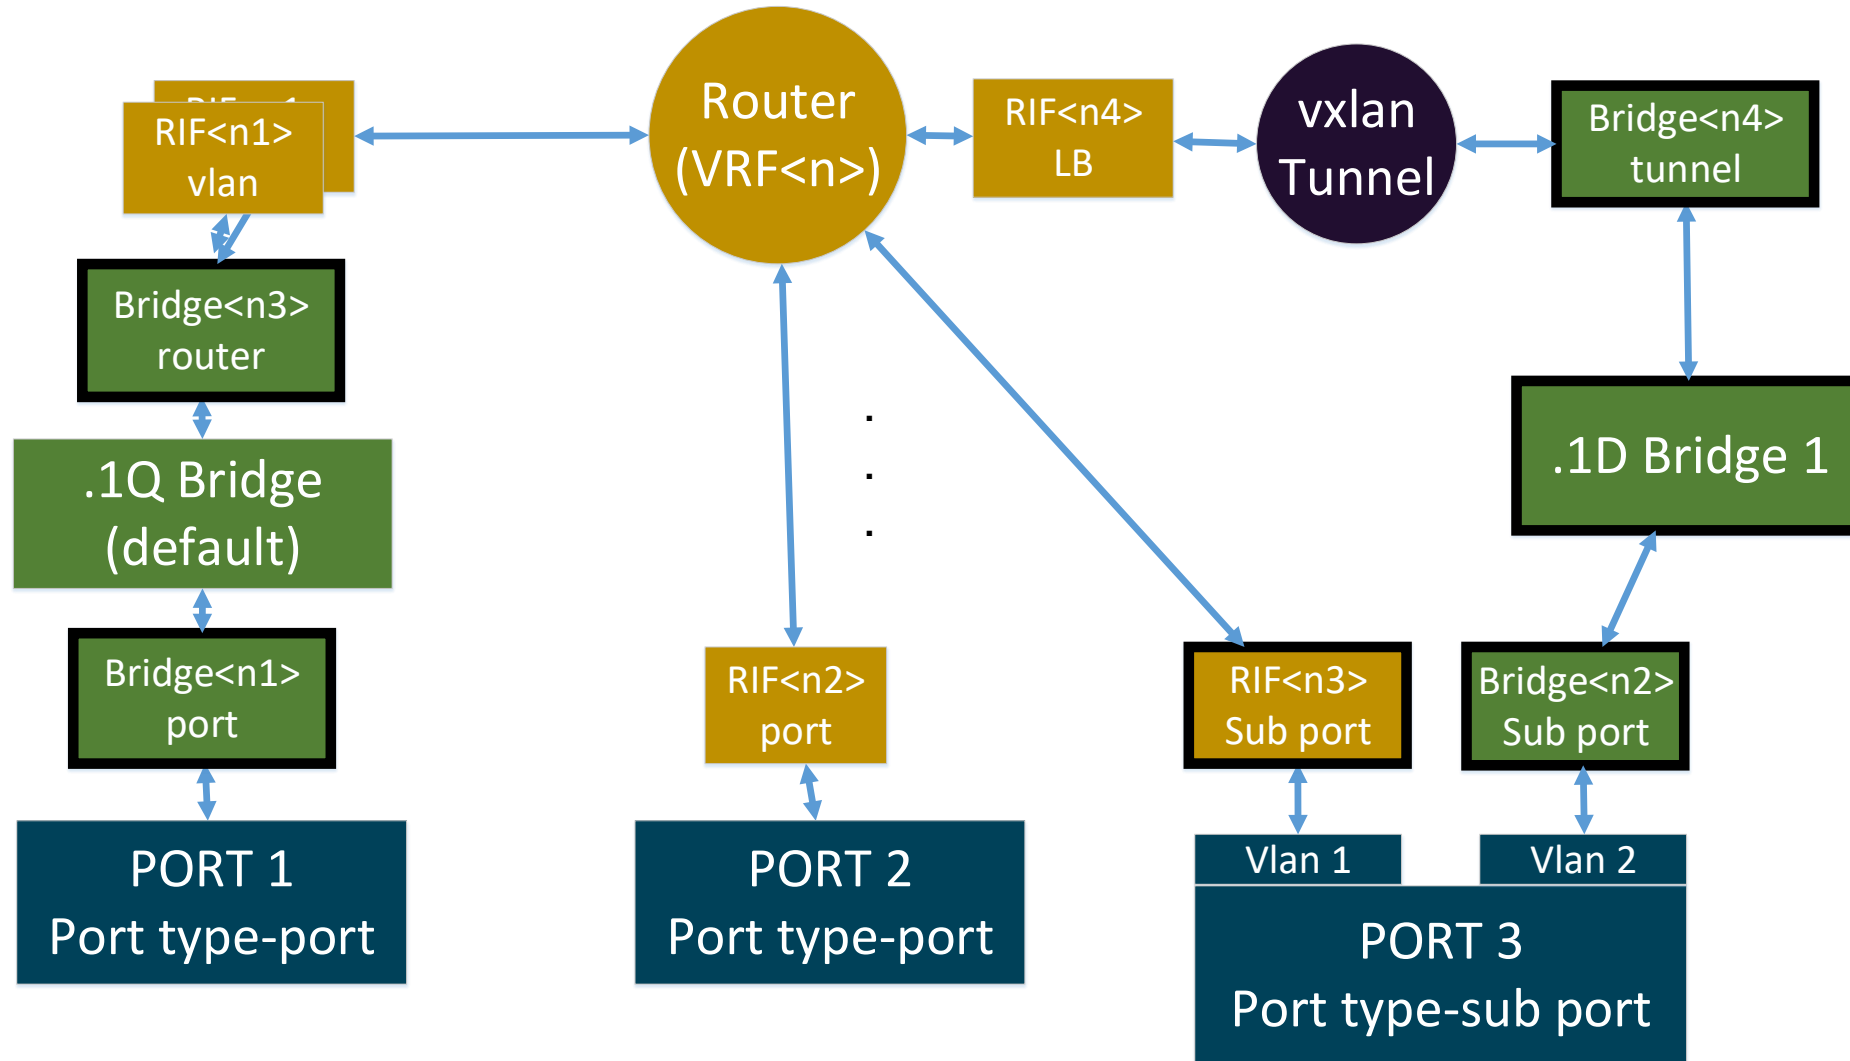 Router
(VRF<n>)
RIF<n1>
vlan
RIF<n4>
LB
vxlan
Tunnel
Bridge<n4>
tunnel
Bridge<n3>
router
.1Q Bridge
(default)
.
.
.
.1D Bridge 1
Bridge<n1>
port
RIF<n2>
port
RIF<n3>
Sub port
Bridge<n2>
Sub port
PORT 1
Port type-port
PORT 2
Port type-port
Vlan 1
Vlan 2
PORT 3
Port type-sub port